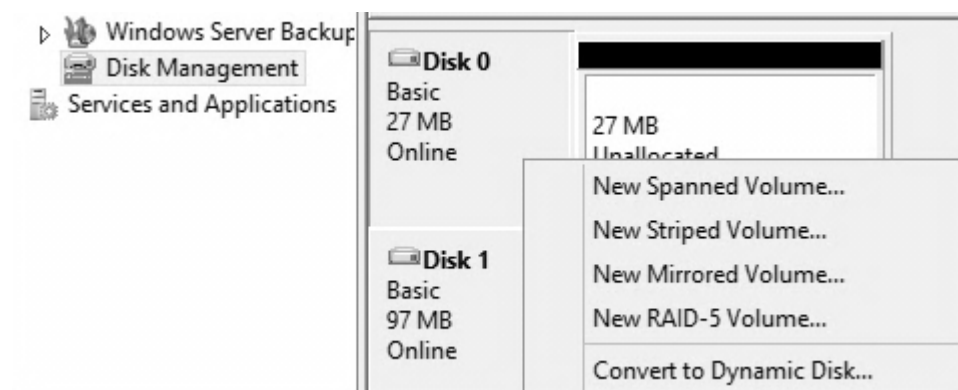 Windows Server Backup
Disk Management
Services and Applications
Disk 0
Basic
27 MB
Online
27 MB
Unallocated
New Spanned Volume...
New Striped Volume...
New Mirrored Volume...
New RAID-5 Volume...
Convert to Dynamic Disk...
Disk 1
Basic
97 MB
Online